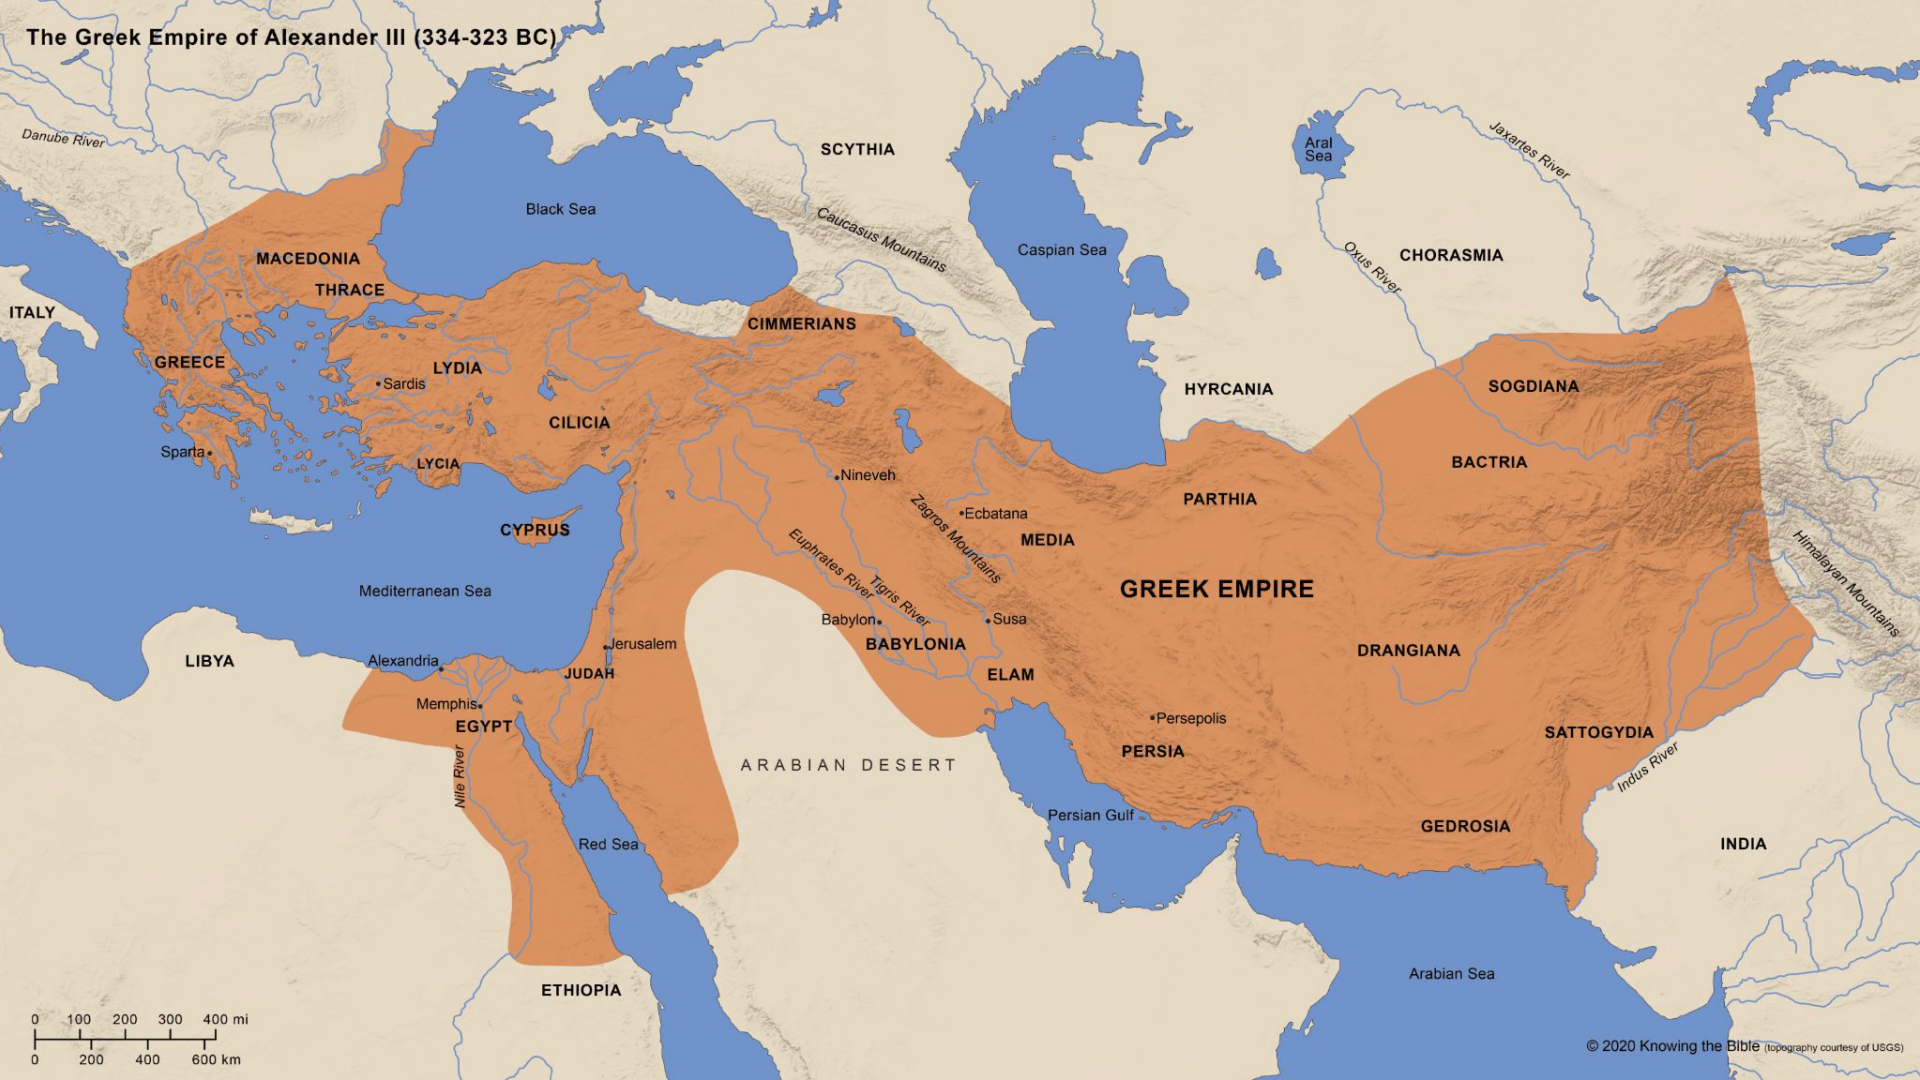 The Greek Empire of Alexander III (334-323 BC)
Danube River
SCYTHIA
Aral
Sea
Jaxartes River
Black Sea
Caucasus Mountains
Caspian Sea
Oxus River
CHORASMIA
MACEDONIA
THRACE
ITALY
CIMMERIANS
GREECE
LYDIA
Sardis
HYRCANIA
SOGDIANA
CILICIA
Sparta
LYCIA
BACTRIA
Nineveh
PARTHIA
Zagros Mountains
Ecbatana
CYPRUS
MEDIA
Himalayan Mountains
Euphrates River
Tigris River
Mediterranean Sea
GREEK EMPIRE
Babylon
Susa
BABYLONIA
Jerusalem
DRANGIANA
LIBYA
Alexandria
JUDAH
ELAM
Memphis
EGYPT
Persepolis
SATTOGYDIA
PERSIA
Nile River
ARABIAN DESERT
Indus River
Persian Gulf
GEDROSIA
Red Sea
INDIA
Arabian Sea
ETHIOPIA
0 100 200 300 400 mi
0 200 400 600 km
© 2020 Knowing the Bible (topography courtesy of USGS)